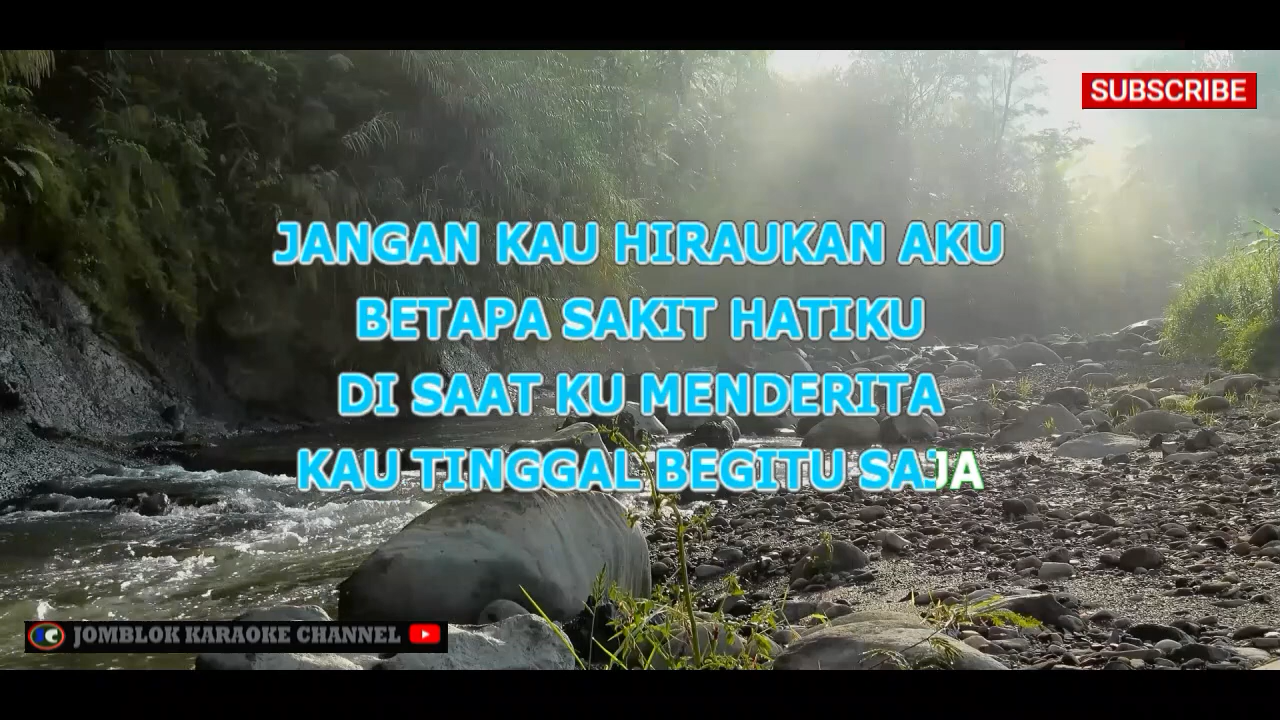 SUBSCRIBE
JANGAN KAU HIRAUKAN AKU
BETAPA SAKIT HATIKU
DI SAAT KU MENDERITA
KAU TINGGAL BEGITU SAJA
JOMBLOK KARAOKE CHANNEL